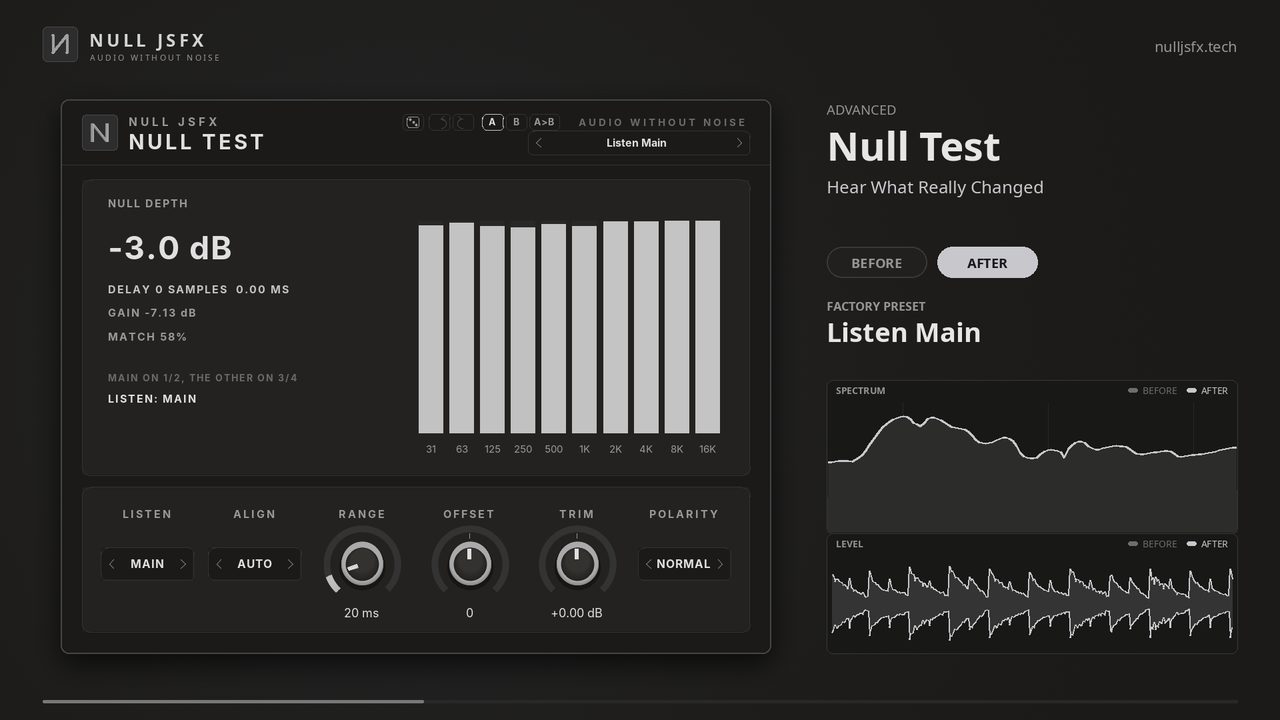 NULL JSFX
AUDIO WITHOUT NOISE
nulljsfx.tech
N
NULL JSFX
NULL TEST
A B A>B
AUDIO WITHOUT NOISE
Listen Main
NULL DEPTH
-3.0 dB
DELAY 0 SAMPLES 0.00 MS
GAIN -7.13 dB
MATCH 58%
MAIN ON 1/2, THE OTHER ON 3/4
LISTEN: MAIN
31 63 125 250 500 1K 2K 4K 8K 16K
LISTEN ALIGN RANGE OFFSET TRIM POLARITY
MAIN AUTO NORMAL
20 ms 0 +0.00 dB
ADVANCED
Null Test
Hear What Really Changed
BEFORE AFTER
FACTORY PRESET
Listen Main
SPECTRUM BEFORE AFTER
LEVEL BEFORE AFTER